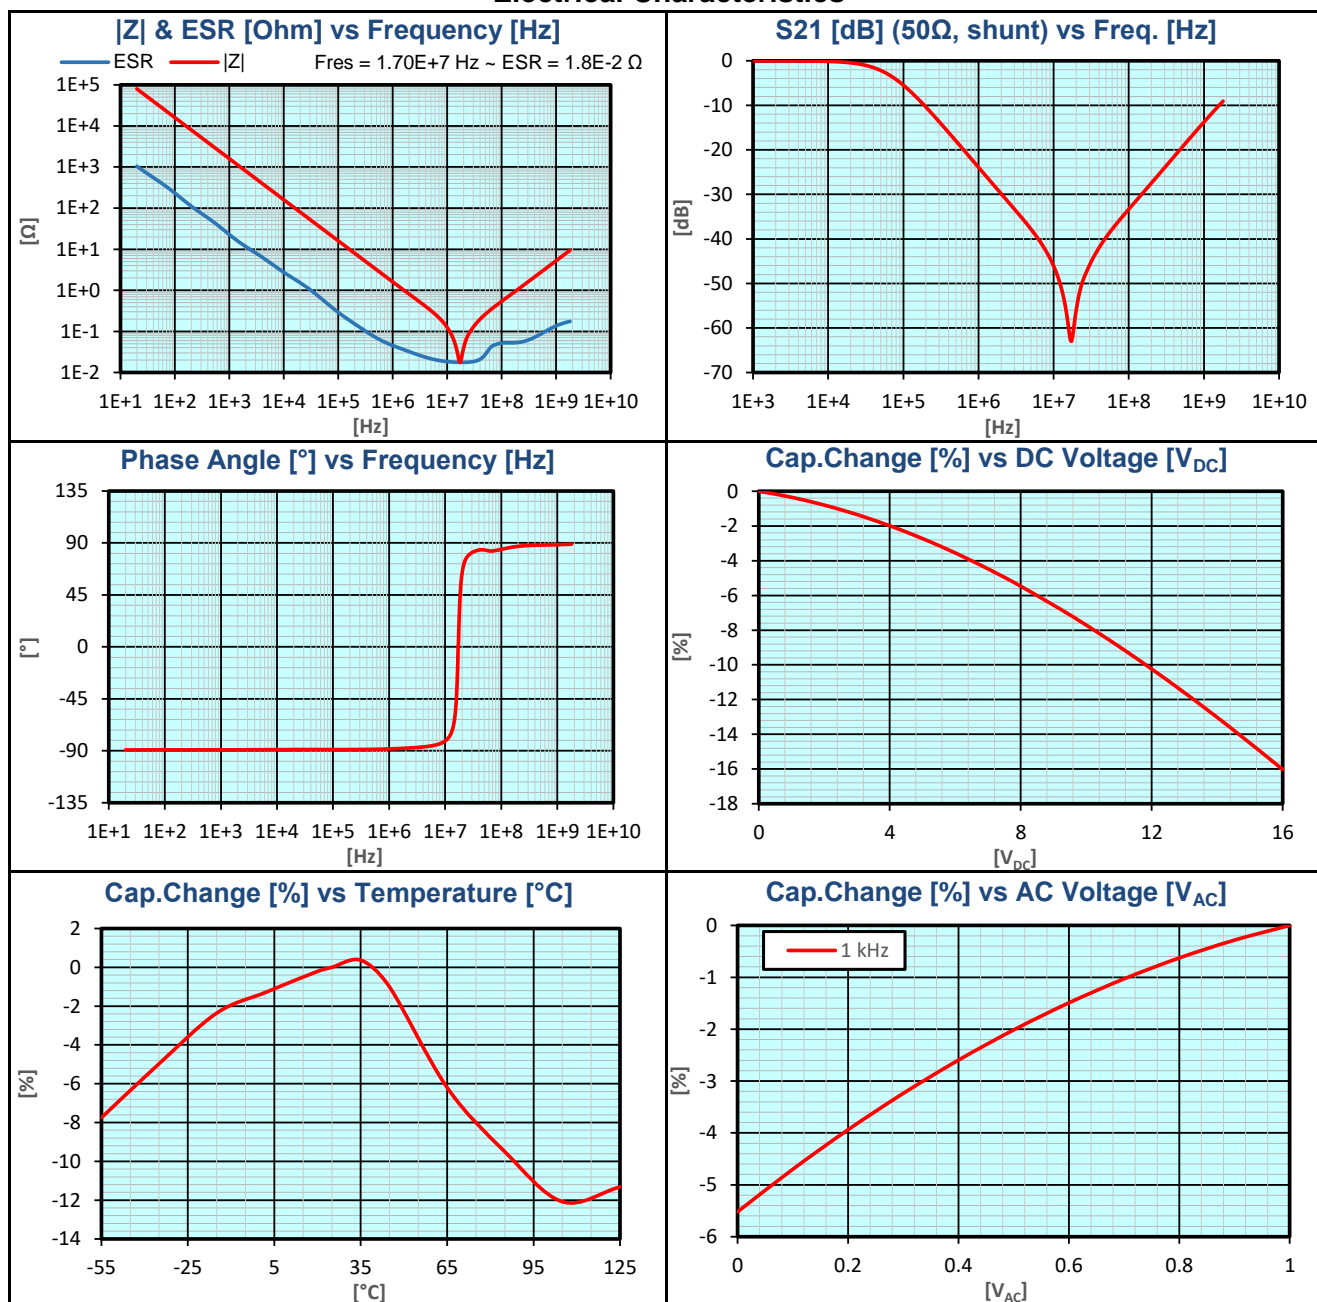 Electrical Characteristics
|Z| & ESR [Ohm] vs Frequency [Hz]
ESR |Z| Fres = 1.70E+7 Hz ~ ESR = 1.8E-2 Ω
1E+5
1E+4
1E+3
1E+2
1E+1
1E+0
1E-1
1E-2
[Ω]
1E+1 1E+2 1E+3 1E+4 1E+5 1E+6 1E+7 1E+8 1E+9 1E+10
[Hz]
S21 [dB] (50Ω, shunt) vs Freq. [Hz]
0
-10
-20
-30
-40
-50
-60
-70
[dB]
1E+3 1E+4 1E+5 1E+6 1E+7 1E+8 1E+9 1E+10
[Hz]
Phase Angle [°] vs Frequency [Hz]
135
90
45
0
-45
-90
-135
[°]
1E+1 1E+2 1E+3 1E+4 1E+5 1E+6 1E+7 1E+8 1E+9 1E+10
[Hz]
Cap.Change [%] vs DC Voltage [VDC]
0
-2
-4
-6
-8
-10
-12
-14
-16
-18
[%]
0 4 8 12 16
[VDC]
Cap.Change [%] vs Temperature [°C]
2
0
-2
-4
-6
-8
-10
-12
-14
[%]
-55 -25 5 35 65 95 125
[°C]
Cap.Change [%] vs AC Voltage [VAC]
1 kHz
0
-1
-2
-3
-4
-5
-6
[%]
0 0.2 0.4 0.6 0.8 1
[VAC]